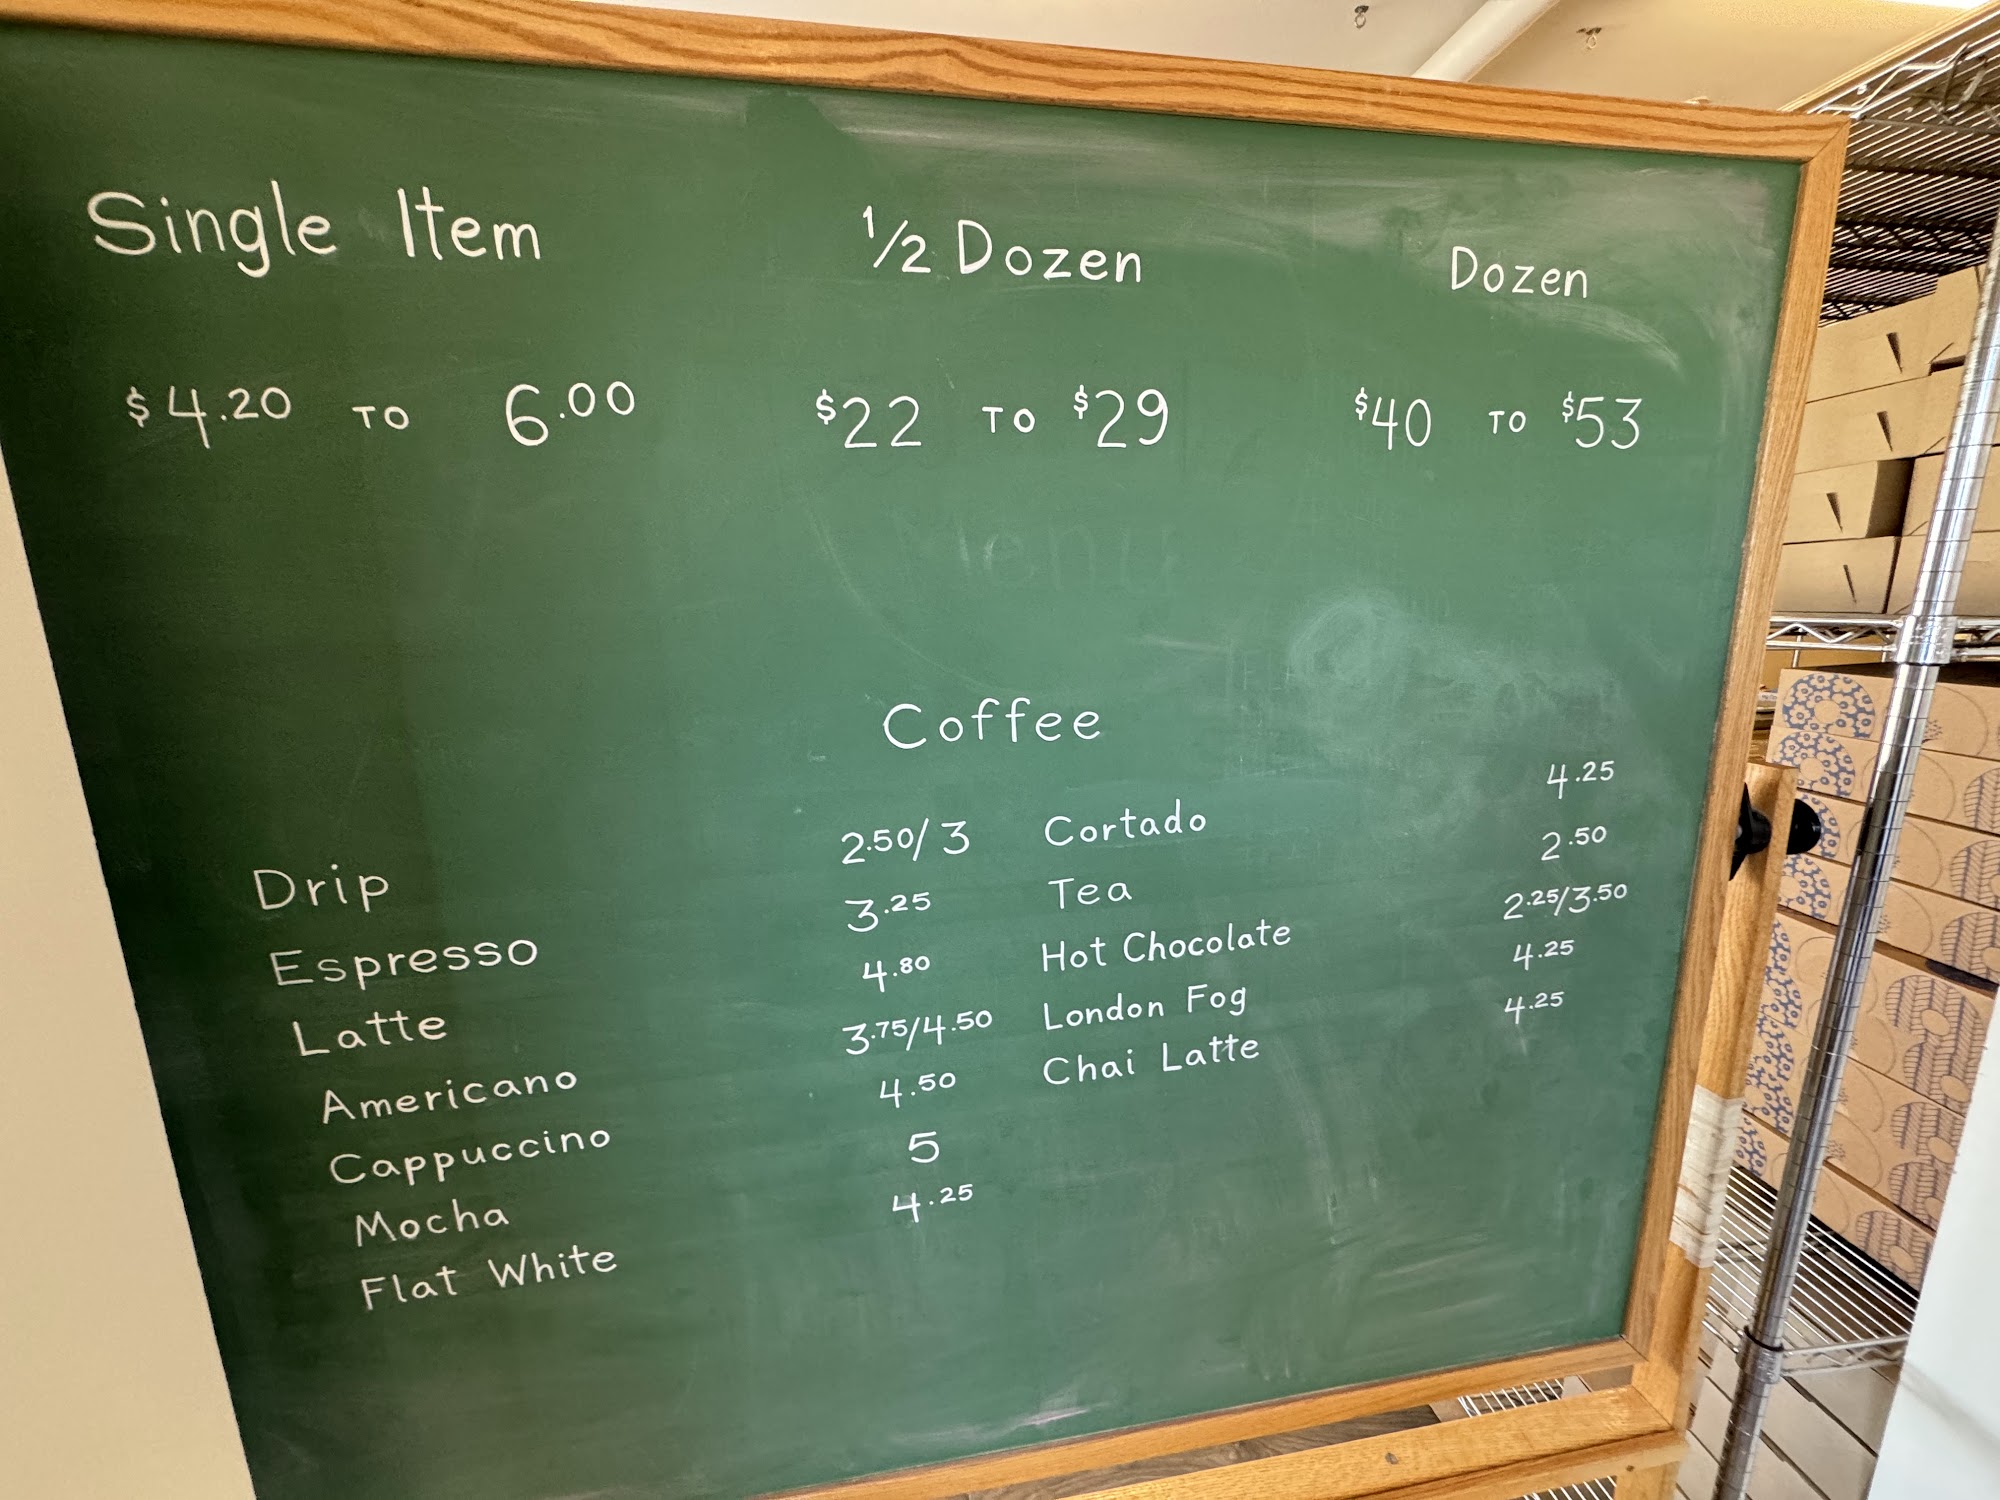 Single Item ½ Dozen Dozen
$4.20 TO 6.00 $22 TO $29 $40 TO $53
Menu
Coffee
Drip 2.50/3 Cortado 4.25
Espresso 3.25 Tea 2.50
Latte 4.80 Hot Chocolate 2.25/3.50
Americano 3.75/4.50 London Fog 4.25
Cappuccino 4.50 Chai Latte 4.25
Mocha 5
Flat White 4.25